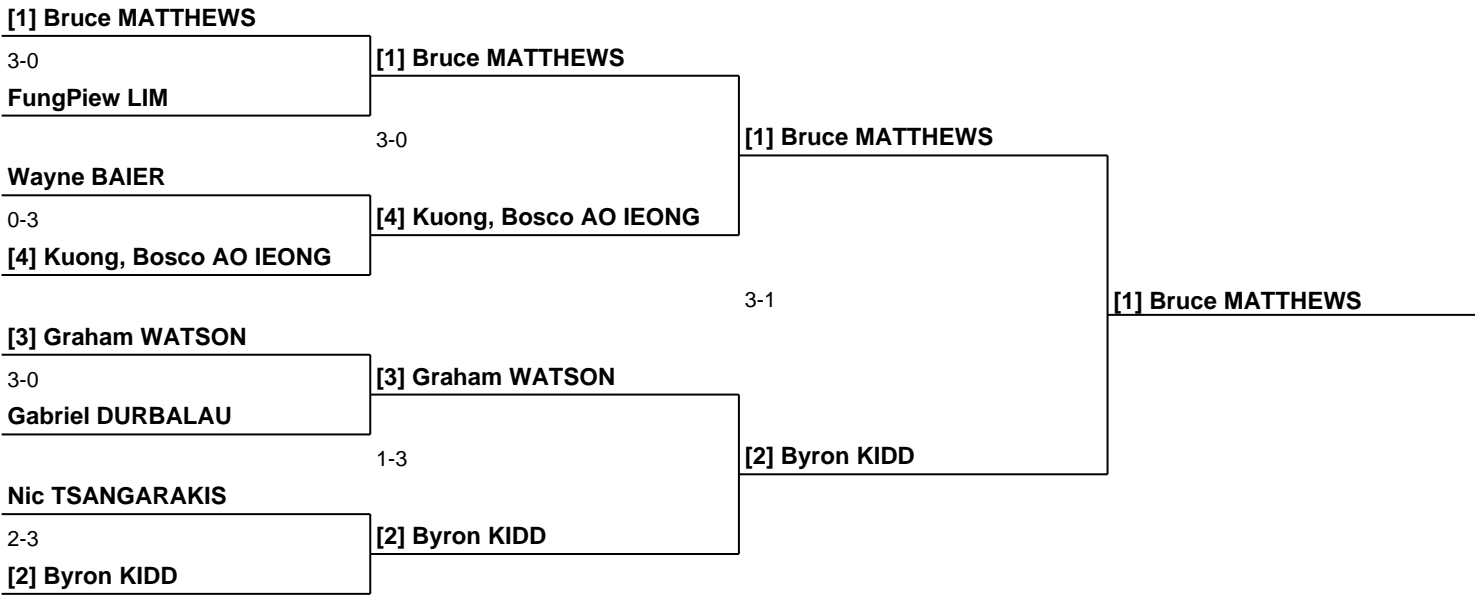 [1] Bruce MATTHEWS
3-0
[1] Bruce MATTHEWS
FungPiew LIM
3-0
[1] Bruce MATTHEWS
Wayne BAIER
0-3
[4] Kuong, Bosco AO IEONG
[4] Kuong, Bosco AO IEONG
3-1
[1] Bruce MATTHEWS
[3] Graham WATSON
3-0
[3] Graham WATSON
Gabriel DURBALAU
1-3
[2] Byron KIDD
Nic TSANGARAKIS
2-3
[2] Byron KIDD
[2] Byron KIDD